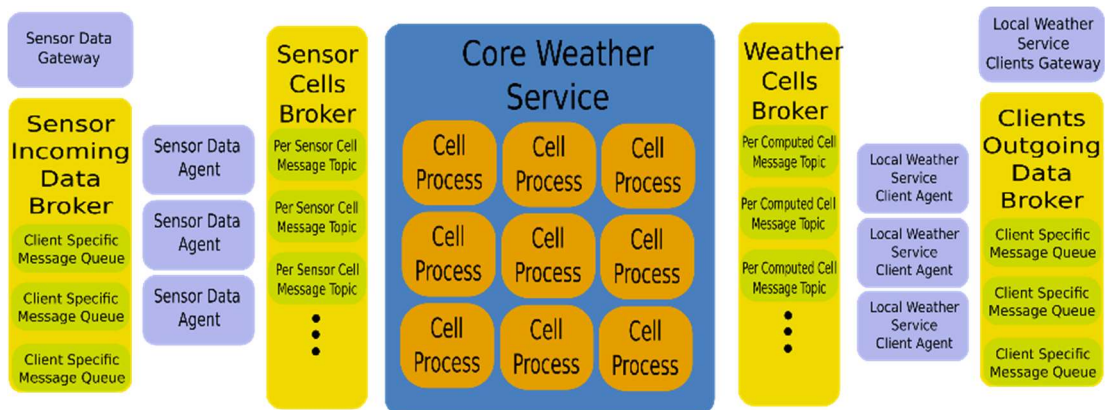 Sensor Data
Gateway
Sensor
Incoming
Data
Broker
Client Specific
Message Queue
Client Specific
Message Queue
Client Specific
Message Queue
Sensor Data
Agent
Sensor Data
Agent
Sensor Data
Agent
Sensor
Cells
Broker
Per Sensor Cell
Message Topic
Per Sensor Cell
Message Topic
Per Sensor Cell
Message Topic
Core Weather
Service
Cell
Process
Cell
Process
Cell
Process
Cell
Process
Cell
Process
Cell
Process
Cell
Process
Cell
Process
Cell
Process
Weather
Cells
Broker
Per Computed Cell
Message Topic
Per Computed Cell
Message Topic
Per Computed Cell
Message Topic
Local Weather
Service
Client Agent
Local Weather
Service
Client Agent
Local Weather
Service
Client Agent
Local Weather
Service
Clients Gateway
Clients
Outgoing
Data
Broker
Client Specific
Message Queue
Client Specific
Message Queue
Client Specific
Message Queue